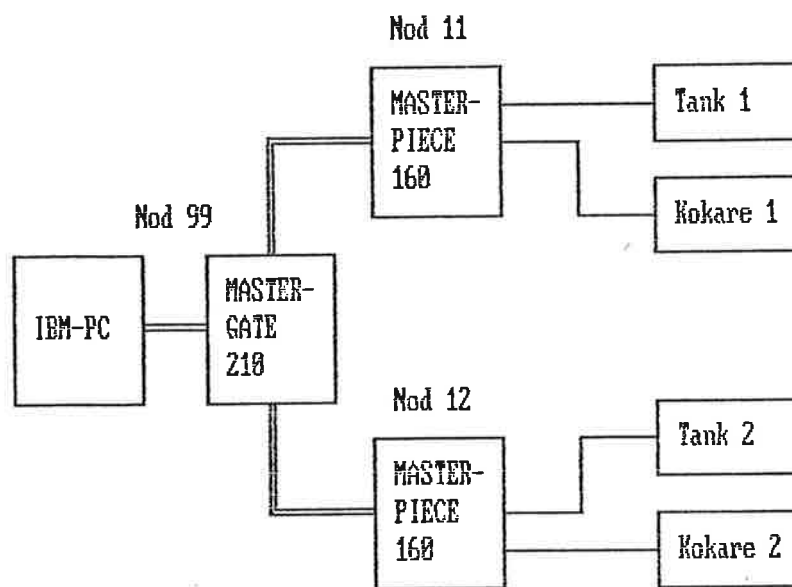 Nod 11
MASTER-
PIECE
160
Tank 1
Kokare 1
Nod 99
IBM-PC
MASTER-
GATE
210
Nod 12
MASTER-
PIECE
160
Tank 2
Kokare 2